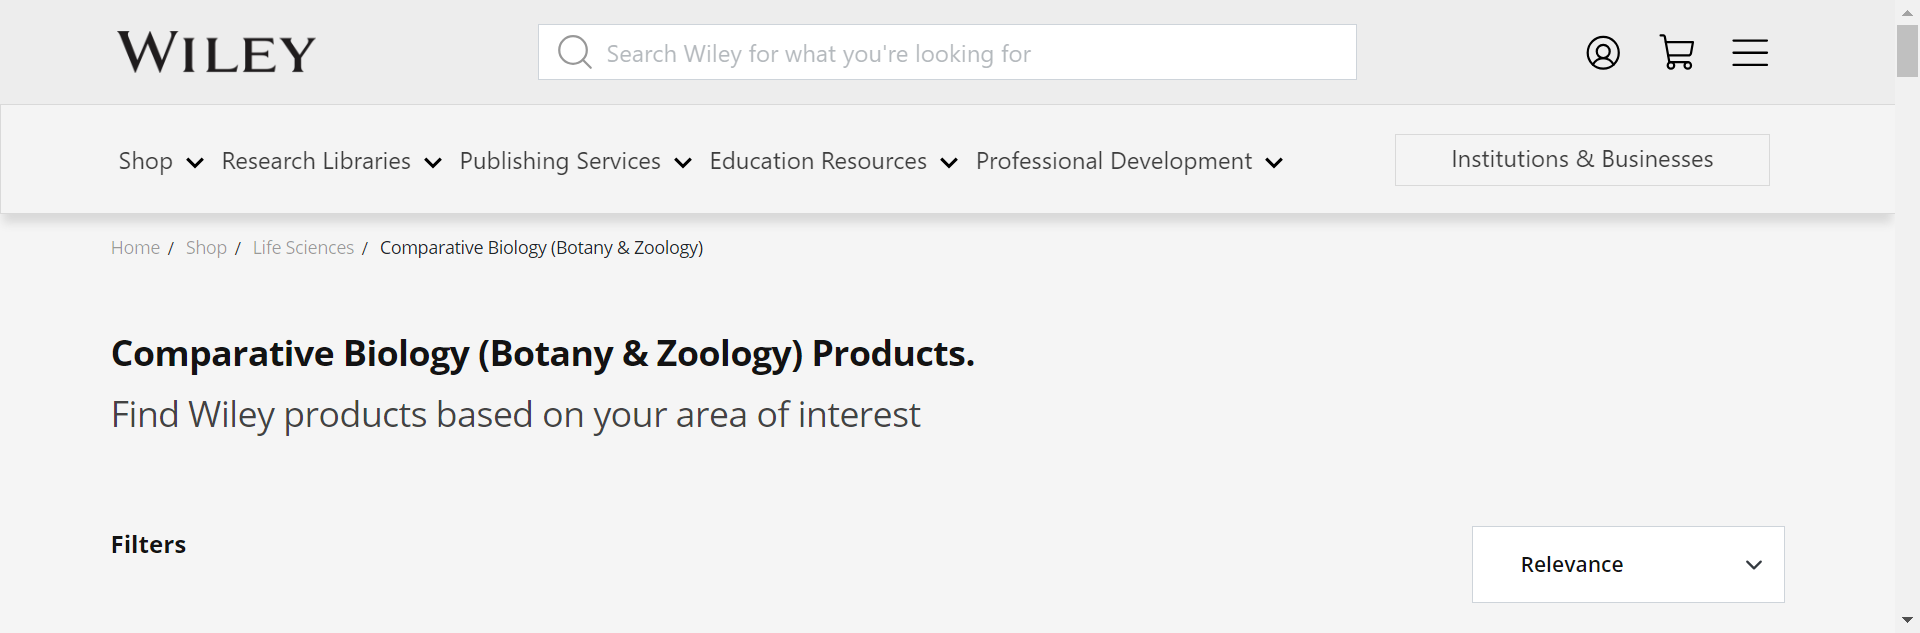 WILEY
Search Wiley for what you're looking for
Shop Research Libraries Publishing Services Education Resources Professional Development Institutions & Businesses
Home / Shop / Life Sciences / Comparative Biology (Botany & Zoology)
Comparative Biology (Botany & Zoology) Products.
Find Wiley products based on your area of interest
Filters
Relevance